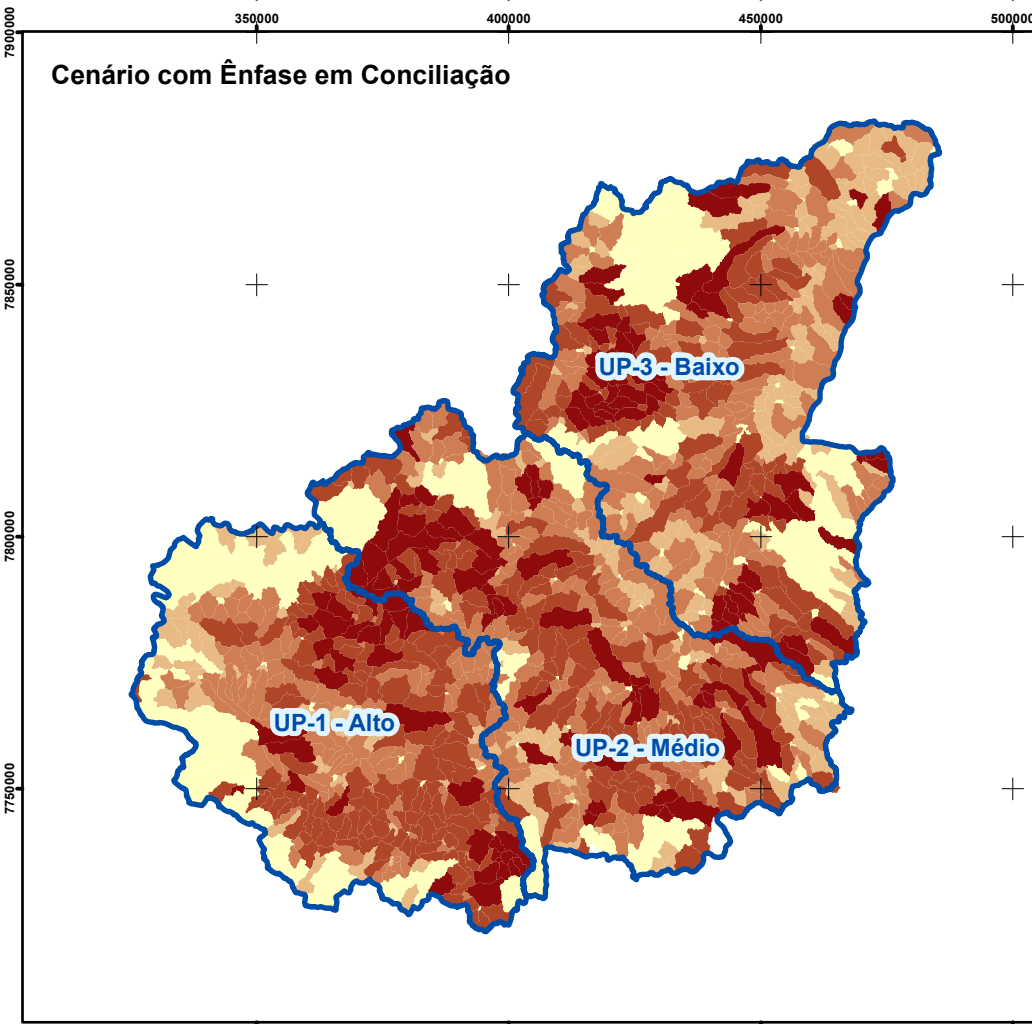 350000 400000 450000 500000
7900000
Cenário com Ênfase em Conciliação
7850000
UP-3 - Baixo
7800000
UP-1 - Alto
UP-2 - Médio
7750000